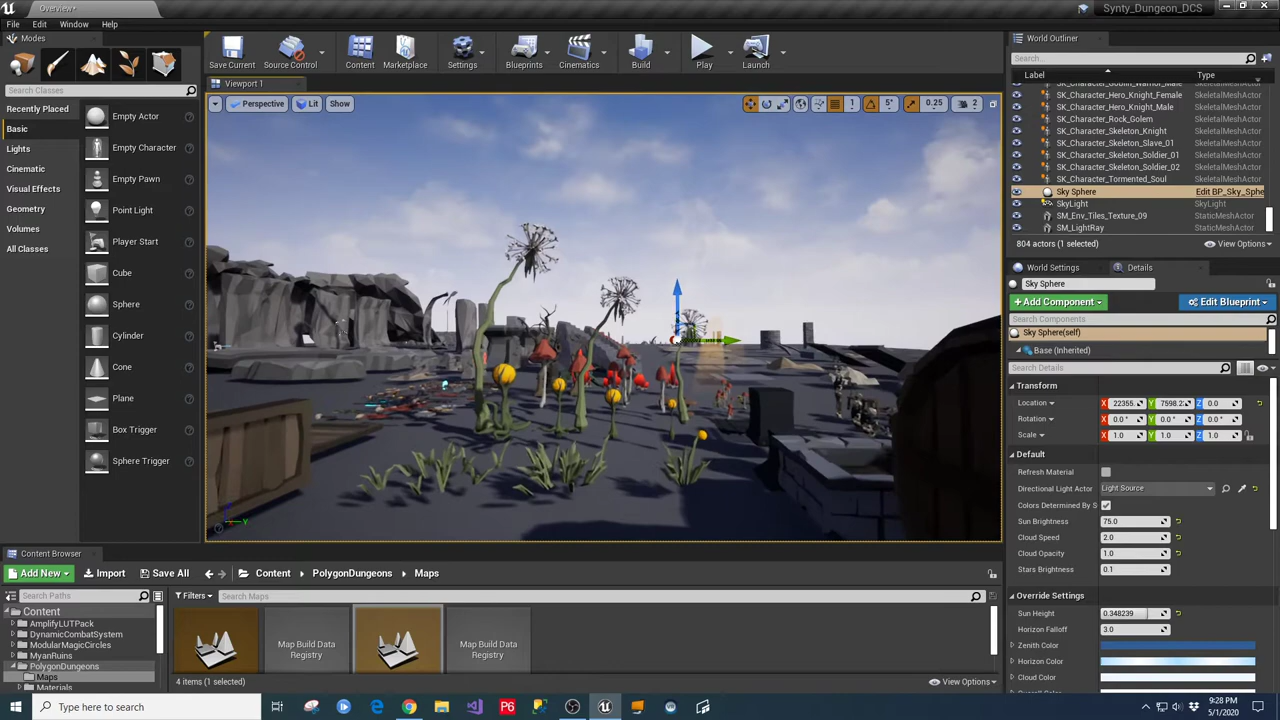 Overview*
Synty_Dungeon_DCS
File Edit Window Help
Modes
Save Current
Source Control
Content
Marketplace
Settings
Blueprints
Cinematics
Build
Play
Launch
World Outliner
Search...
Label
Type
Viewport 1
Perspective
Lit
Show
5°
0.25
2
Search Classes
Recently Placed
Basic
Lights
Cinematic
Visual Effects
Geometry
Volumes
All Classes
Empty Actor
Empty Character
Empty Pawn
Point Light
Player Start
Cube
Sphere
Cylinder
Cone
Plane
Box Trigger
Sphere Trigger
SK_Character_Goblin_Warrior_Male SkeletalMeshActor
SK_Character_Hero_Knight_Female SkeletalMeshActor
SK_Character_Hero_Knight_Male SkeletalMeshActor
SK_Character_Rock_Golem SkeletalMeshActor
SK_Character_Skeleton_Knight SkeletalMeshActor
SK_Character_Skeleton_Slave_01 SkeletalMeshActor
SK_Character_Skeleton_Soldier_01 SkeletalMeshActor
SK_Character_Skeleton_Soldier_02 SkeletalMeshActor
SK_Character_Tormented_Soul SkeletalMeshActor
Sky Sphere Edit BP_Sky_Sphe
SkyLight SkyLight
SM_Env_Tiles_Texture_09 StaticMeshActor
SM_LightRay StaticMeshActor
804 actors (1 selected)
View Options
World Settings
Details
Sky Sphere
+Add Component
Edit Blueprint
Search Components
Sky Sphere(self)
Base (Inherited)
Search Details
Transform
Location X 22355. Y 7598.2 Z 0.0
Rotation X 0.0 ° Y 0.0 ° Z 0.0 °
Scale X 1.0 Y 1.0 Z 1.0
Default
Refresh Material
Directional Light Actor Light Source
Colors Determined By S
Sun Brightness 75.0
Cloud Speed 2.0
Cloud Opacity 1.0
Stars Brightness 0.1
Override Settings
Sun Height 0.348239
Horizon Falloff 3.0
Zenith Color
Horizon Color
Cloud Color
Content Browser
Add New
Import
Save All
Content
PolygonDungeons
Maps
Search Paths
Filters
Search Maps
Content
AmplifyLUTPack
DynamicCombatSystem
ModularMagicCircles
MyanRuins
PolygonDungeons
Maps
Materials
Map Build Data
Registry
Map Build Data
Registry
4 items (1 selected)
View Options
Type here to search
P6
9:28 PM
5/1/2020